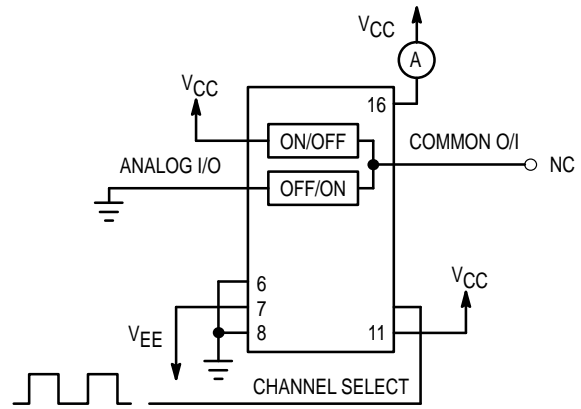 VCC
A
VCC
16
ON/OFF
COMMON O/I
ANALOG I/O
NC
OFF/ON
6
VCC
7
VEE
8
11
CHANNEL SELECT